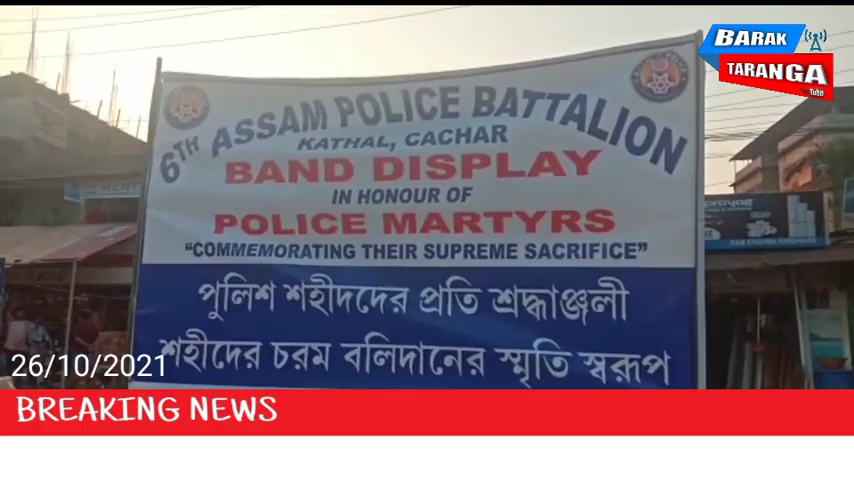 BARAK
TARANGA
YouTube
6TH ASSAM POLICE BATTALION
KATHAL, CACHAR
BAND DISPLAY
IN HONOUR OF
POLICE MARTYRS
"COMMEMORATING THEIR SUPREME SACRIFICE"
পুলিশ শহীদদের প্রতি শ্রদ্ধাঞ্জলী
শহীদের চরম বলিদানের স্মৃতি স্বরূপ
26/10/2021
BREAKING NEWS